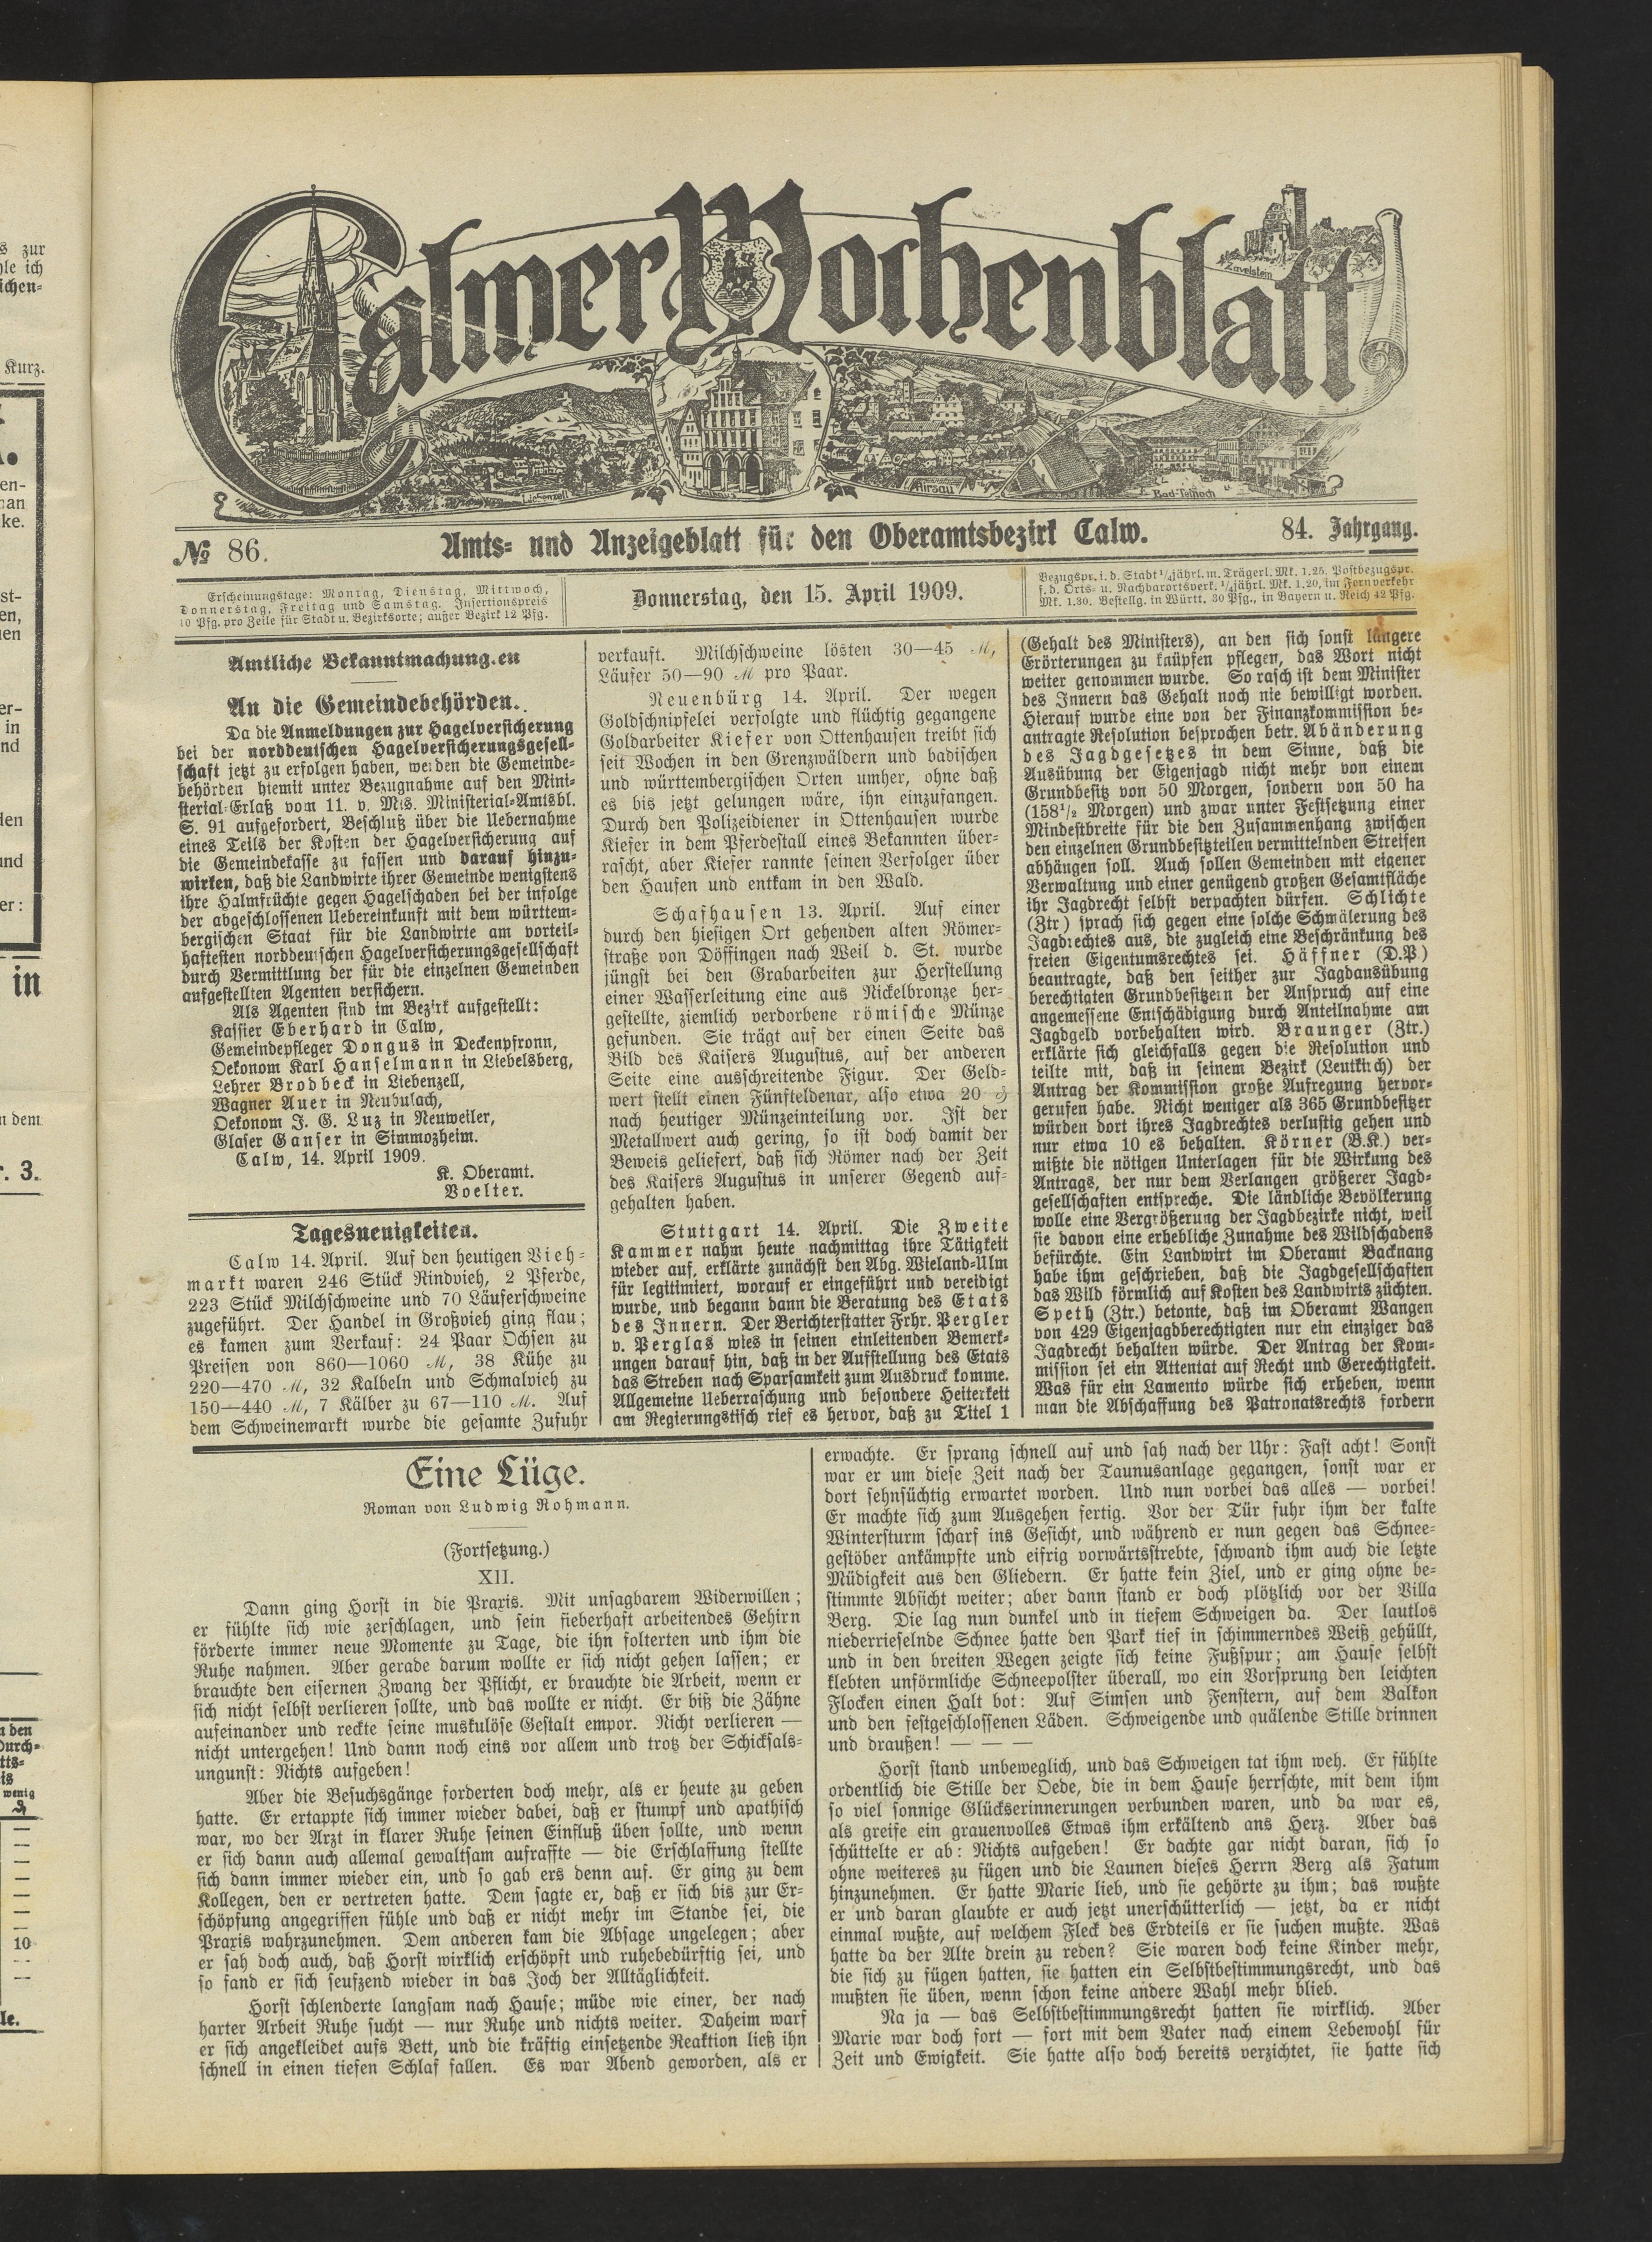 Calwer Wochenblatt
Zavelstein
Liebenzell
Hirsau
Bad-Teinach
№ 86.
Amts- und Anzeigeblatt für den Oberamtsbezirk Calw.
84. Jahrgang.
Erscheinungstage: Montag, Dienstag, Mittwoch,
Donnerstag, Freitag und Samstag. Insertionspreis
10 Pfg. pro Zeile für Stadt u. Bezirksorte; außer Bezirk 12 Pfg.
Donnerstag, den 15. April 1909.
Bezugspr. i. d. Stadt ¼jährl. m. Trägerl. Mk. 1.25. Postbezugspr.
f. d. Orts- u. Nachbarortsverk. ¼jährl. Mk. 1.20, im Fernverkehr
Mk. 1.30. Bestellg. in Württ. 30 Pfg., in Bayern u. Reich 42 Pfg.
Amtliche Bekanntmachung.en
An die Gemeindebehörden.
Da die Anmeldungen zur Hagelversicherung
bei der norddeutschen Hagelversicherungsgesell-
schaft jetzt zu erfolgen haben, werden die Gemeinde-
behörden hiemit unter Bezugnahme auf den Mini-
sterial-Erlaß vom 11. v. Mts. Ministerial-Amtsbl.
S. 91 aufgefordert, Beschluß über die Uebernahme
eines Teils der Kosten der Hagelversicherung auf
die Gemeindekasse zu fassen und darauf hinzu-
wirken, daß die Landwirte ihrer Gemeinde wenigstens
ihre Halmfrüchte gegen Hagelschaden bei der infolge
der abgeschlossenen Uebereinkunft mit dem württem-
bergischen Staat für die Landwirte am vorteil-
haftesten norddeutschen Hagelversicherungsgesellschaft
durch Vermittlung der für die einzelnen Gemeinden
aufgestellten Agenten versichern.
Als Agenten sind im Bezirk aufgestellt:
Kassier Eberhard in Calw,
Gemeindepfleger Dongus in Deckenpfronn,
Oekonom Karl Hanselmann in Liebelsberg,
Lehrer Brodbeck in Liebenzell,
Wagner Auer in Neubulach,
Oekonom J. G. Luz in Neuweiler,
Glaser Ganser in Simmozheim.
Calw, 14. April 1909.
K. Oberamt.
Voelter.
Tagesneuigkeiten.
Calw 14. April. Auf den heutigen Vieh-
markt waren 246 Stück Rindvieh, 2 Pferde,
223 Stück Milchschweine und 70 Läuferschweine
zugeführt. Der Handel in Großvieh ging flau;
es kamen zum Verkauf: 24 Paar Ochsen zu
Preisen von 860—1060 ℳ, 38 Kühe zu
220—470 ℳ, 32 Kalbeln und Schmalvieh zu
150—440 ℳ, 7 Kälber zu 67—110 ℳ. Auf
dem Schweinemarkt wurde die gesamte Zufuhr
verkauft. Milchschweine lösten 30—45 ℳ,
Läufer 50—90 ℳ pro Paar.
Neuenbürg 14. April. Der wegen
Goldschnipfelei verfolgte und flüchtig gegangene
Goldarbeiter Kiefer von Ottenhausen treibt sich
seit Wochen in den Grenzwäldern und badischen
und württembergischen Orten umher, ohne daß
es bis jetzt gelungen wäre, ihn einzufangen.
Durch den Polizeidiener in Ottenhausen wurde
Kiefer in dem Pferdestall eines Bekannten über-
rascht, aber Kiefer rannte seinen Verfolger über
den Haufen und entkam in den Wald.
Schafhausen 13. April. Auf einer
durch den hiesigen Ort gehenden alten Römer-
straße von Döffingen nach Weil d. St. wurde
jüngst bei den Grabarbeiten zur Herstellung
einer Wasserleitung eine aus Nickelbronze her-
gestellte, ziemlich verdorbene römische Münze
gefunden. Sie trägt auf der einen Seite das
Bild des Kaisers Augustus, auf der anderen
Seite eine ausschreitende Figur. Der Geld-
wert stellt einen Fünfteldenar, also etwa 20 ₰
nach heutiger Münzeinteilung vor. Ist der
Metallwert auch gering, so ist doch damit der
Beweis geliefert, daß sich Römer nach der Zeit
des Kaisers Augustus in unserer Gegend auf-
gehalten haben.
Stuttgart 14. April. Die Zweite
Kammer nahm heute nachmittag ihre Tätigkeit
wieder auf, erklärte zunächst den Abg. Wieland-Ulm
für legitimiert, worauf er eingeführt und vereidigt
wurde, und begann dann die Beratung des Etats
des Innern. Der Berichterstatter Frhr. Pergler
v. Perglas wies in seinen einleitenden Bemerk-
ungen darauf hin, daß in der Aufstellung des Etats
das Streben nach Sparsamkeit zum Ausdruck komme.
Allgemeine Ueberraschung und besondere Heiterkeit
am Regierungstisch rief es hervor, daß zu Titel 1
(Gehalt des Ministers), an den sich sonst längere
Erörterungen zu knüpfen pflegen, das Wort nicht
weiter genommen wurde. So rasch ist dem Minister
des Innern das Gehalt noch nie bewilligt worden.
Hierauf wurde eine von der Finanzkommission be-
antragte Resolution besprochen betr. Abänderung
des Jagdgesetzes in dem Sinne, daß die
Ausübung der Eigenjagd nicht mehr von einem
Grundbesitz von 50 Morgen, sondern von 50 ha
(158½ Morgen) und zwar unter Festsetzung einer
Mindestbreite für die den Zusammenhang zwischen
den einzelnen Grundbesitzteilen vermittelnden Streifen
abhängen soll. Auch sollen Gemeinden mit eigener
Verwaltung und einer genügend großen Gesamtfläche
ihr Jagdrecht selbst verpachten dürfen. Schlichte
(Ztr) sprach sich gegen eine solche Schmälerung des
Jagdrechtes aus, die zugleich eine Beschränkung des
freien Eigentumsrechtes sei. Häffner (D.P)
beantragte, daß den seither zur Jagdausübung
berechtigten Grundbesitzern der Anspruch auf eine
angemessene Entschädigung durch Anteilnahme am
Jagdgeld vorbehalten wird. Braunger (Ztr.)
erklärte sich gleichfalls gegen die Resolution und
teilte mit, daß in seinem Bezirk (Leutkirch) der
Antrag der Kommission große Aufregung hervor-
gerufen habe. Nicht weniger als 365 Grundbesitzer
würden dort ihres Jagdrechtes verlustig gehen und
nur etwa 10 es behalten. Körner (B.K.) ver-
mißte die nötigen Unterlagen für die Wirkung des
Antrags, der nur dem Verlangen größerer Jagd-
gesellschaften entspreche. Die ländliche Bevölkerung
wolle eine Vergrößerung der Jagdbezirke nicht, weil
sie davon eine erhebliche Zunahme des Wildschadens
befürchte. Ein Landwirt im Oberamt Backnang
habe ihm geschrieben, daß die Jagdgesellschaften
das Wild förmlich auf Kosten des Landwirts züchten.
Speth (Ztr.) betonte, daß im Oberamt Wangen
von 429 Eigenjagdberechtigten nur ein einziger das
Jagdrecht behalten würde. Der Antrag der Kom-
mission sei ein Attentat auf Recht und Gerechtigkeit.
Was für ein Lamento würde sich erheben, wenn
man die Abschaffung des Patronatsrechts fordern
Eine Lüge.
Roman von Ludwig Rohmann.
(Fortsetzung.)
XII.
Dann ging Horst in die Praxis. Mit unsagbarem Widerwillen;
er fühlte sich wie zerschlagen, und sein fieberhaft arbeitendes Gehirn
förderte immer neue Momente zu Tage, die ihn folterten und ihm die
Ruhe nahmen. Aber gerade darum wollte er sich nicht gehen lassen; er
brauchte den eisernen Zwang der Pflicht, er brauchte die Arbeit, wenn er
sich nicht selbst verlieren sollte, und das wollte er nicht. Er biß die Zähne
aufeinander und reckte seine muskulöse Gestalt empor. Nicht verlieren —
nicht untergehen! Und dann noch eins vor allem und trotz der Schicksals-
ungunst: Nichts aufgeben!
Aber die Besuchsgänge forderten doch mehr, als er heute zu geben
hatte. Er ertappte sich immer wieder dabei, daß er stumpf und apathisch
war, wo der Arzt in klarer Ruhe seinen Einfluß üben sollte, und wenn
er sich dann auch allemal gewaltsam aufraffte — die Erschlaffung stellte
sich dann immer wieder ein, und so gab ers denn auf. Er ging zu dem
Kollegen, den er vertreten hatte. Dem sagte er, daß er sich bis zur Er-
schöpfung angegriffen fühle und daß er nicht mehr im Stande sei, die
Praxis wahrzunehmen. Dem anderen kam die Absage ungelegen; aber
er sah doch auch, daß Horst wirklich erschöpft und ruhebedürftig sei, und
so fand er sich seufzend wieder in das Joch der Alltäglichkeit.
Horst schlenderte langsam nach Hause; müde wie einer, der nach
harter Arbeit Ruhe sucht — nur Ruhe und nichts weiter. Daheim warf
er sich angekleidet aufs Bett, und die kräftig einsetzende Reaktion ließ ihn
schnell in einen tiefen Schlaf fallen. Es war Abend geworden, als er
erwachte. Er sprang schnell auf und sah nach der Uhr: Fast acht! Sonst
war er um diese Zeit nach der Taunusanlage gegangen, sonst war er
dort sehnsüchtig erwartet worden. Und nun vorbei das alles — vorbei!
Er machte sich zum Ausgehen fertig. Vor der Tür fuhr ihm der kalte
Wintersturm scharf ins Gesicht, und während er nun gegen das Schnee-
gestöber ankämpfte und eifrig vorwärtsstrebte, schwand ihm auch die letzte
Müdigkeit aus den Gliedern. Er hatte kein Ziel, und er ging ohne be-
stimmte Absicht weiter; aber dann stand er doch plötzlich vor der Villa
Berg. Die lag nun dunkel und in tiefem Schweigen da. Der lautlos
niederrieselnde Schnee hatte den Park tief in schimmerndes Weiß gehüllt,
und in den breiten Wegen zeigte sich keine Fußspur; am Hause selbst
klebten unförmliche Schneepolster überall, wo ein Vorsprung den leichten
Flocken einen Halt bot: Auf Simsen und Fenstern, auf dem Balkon
und den festgeschlossenen Läden. Schweigende und quälende Stille drinnen
und draußen! — — —
Horst stand unbeweglich, und das Schweigen tat ihm weh. Er fühlte
ordentlich die Stille der Oede, die in dem Hause herrschte, mit dem ihm
so viel sonnige Glückserinnerungen verbunden waren, und da war es,
als greife ein grauenvolles Etwas ihm erkältend ans Herz. Aber das
schüttelte er ab: Nichts aufgeben! Er dachte gar nicht daran, sich so
ohne weiteres zu fügen und die Launen dieses Herrn Berg als Fatum
hinzunehmen. Er hatte Marie lieb, und sie gehörte zu ihm; das wußte
er und daran glaubte er auch jetzt unerschütterlich — jetzt, da er nicht
einmal wußte, auf welchem Fleck des Erdteils er sie suchen mußte. Was
hatte da der Alte drein zu reden? Sie waren doch keine Kinder mehr,
die sich zu fügen hatten, sie hatten ein Selbstbestimmungsrecht, und das
mußten sie üben, wenn schon keine andere Wahl mehr blieb.
Na ja — das Selbstbestimmungsrecht hatten sie wirklich. Aber
Marie war doch fort — fort mit dem Vater nach einem Lebewohl für
Zeit und Ewigkeit. Sie hatte also doch bereits verzichtet, sie hatte sich